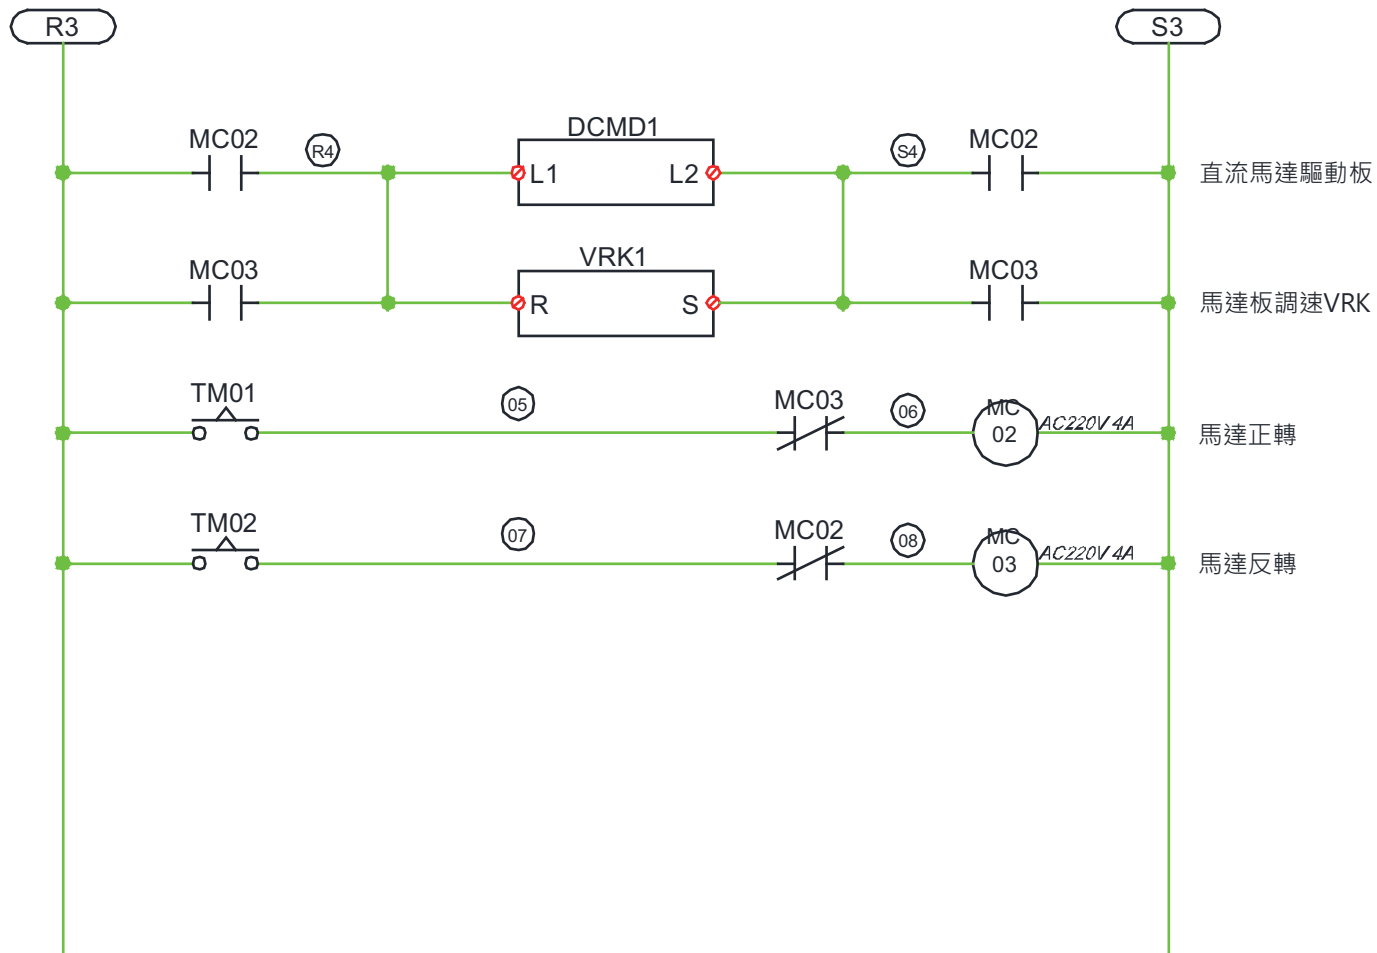 R3
S3
MC02
R4
DCMD1
L1
L2
S4
MC02
直流馬達驅動板
MC03
VRK1
R
S
MC03
馬達板調速VRK
TM01
05
MC03
06
MC
02
AC220V 4A
馬達正轉
TM02
07
MC02
08
MC
03
AC220V 4A
馬達反轉